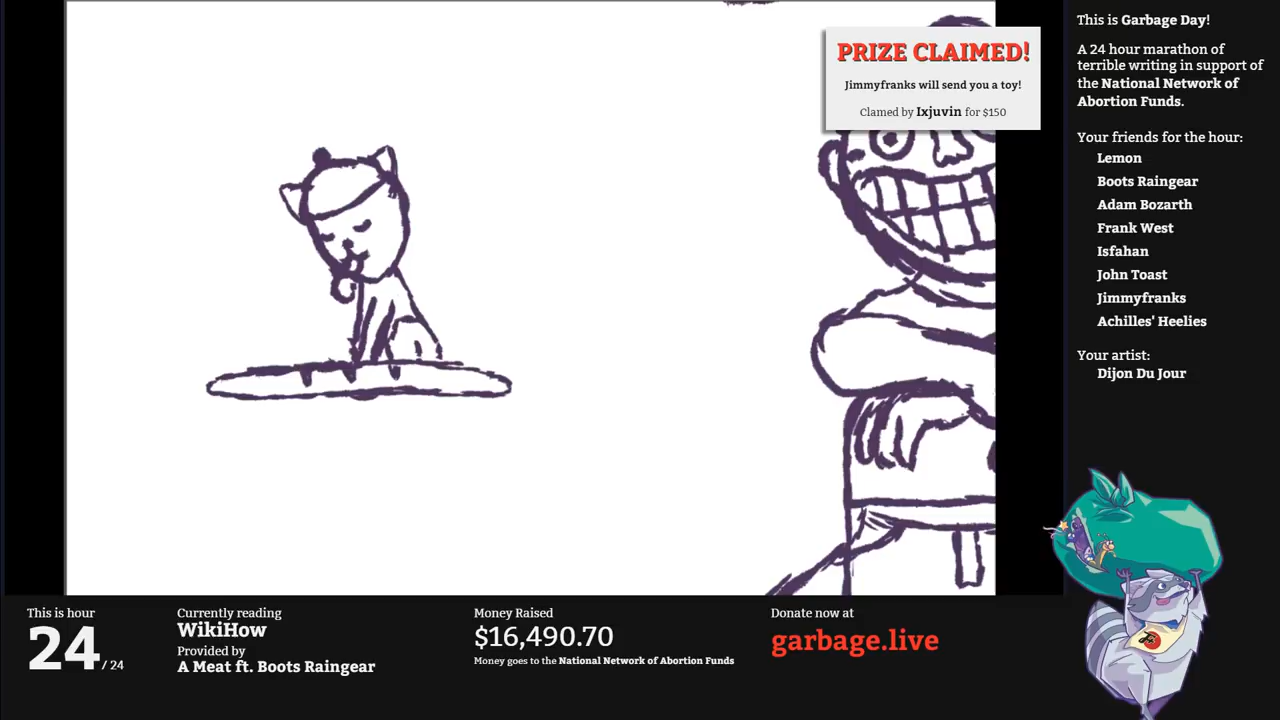 PRIZE CLAIMED!
Jimmyfranks will send you a toy!
Clamed by Ixjuvin for $150
This is Garbage Day!
A 24 hour marathon of
terrible writing in support of
the National Network of
Abortion Funds.
Your friends for the hour:
Lemon
Boots Raingear
Adam Bozarth
Frank West
Isfahan
John Toast
Jimmyfranks
Achilles' Heelies
Your artist:
Dijon Du Jour
This is hour
24 / 24
Currently reading
WikiHow
Provided by
A Meat ft. Boots Raingear
Money Raised
$16,490.70
Money goes to the National Network of Abortion Funds
Donate now at
garbage.live